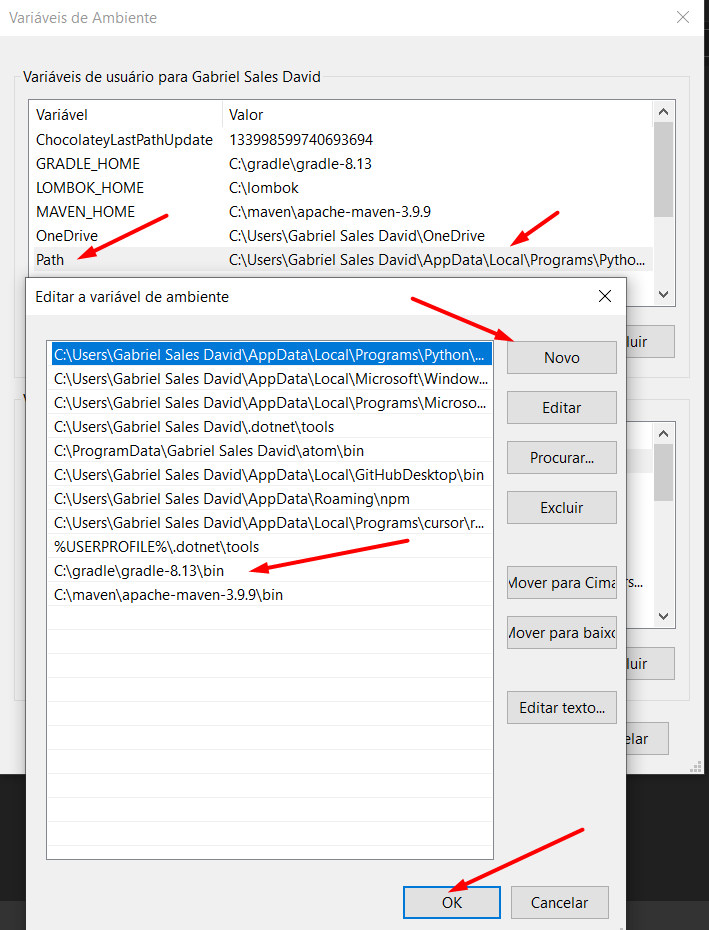 Variáveis de Ambiente
Variáveis de usuário para Gabriel Sales David
Variável Valor
ChocolateyLastPathUpdate 133998599740693694
GRADLE_HOME C:\gradle\gradle-8.13
LOMBOK_HOME C:\lombok
MAVEN_HOME C:\maven\apache-maven-3.9.9
OneDrive C:\Users\Gabriel Sales David\OneDrive
Path C:\Users\Gabriel Sales David\AppData\Local\Programs\Pytho...
Editar a variável de ambiente
C:\Users\Gabriel Sales David\AppData\Local\Programs\Python\...
C:\Users\Gabriel Sales David\AppData\Local\Microsoft\Window...
C:\Users\Gabriel Sales David\AppData\Local\Programs\Microso...
C:\Users\Gabriel Sales David\.dotnet\tools
C:\ProgramData\Gabriel Sales David\atom\bin
C:\Users\Gabriel Sales David\AppData\Local\GitHubDesktop\bin
C:\Users\Gabriel Sales David\AppData\Roaming\npm
C:\Users\Gabriel Sales David\AppData\Local\Programs\cursor\r...
%USERPROFILE%\.dotnet\tools
C:\gradle\gradle-8.13\bin
C:\maven\apache-maven-3.9.9\bin
Novo
Editar
Procurar...
Excluir
Mover para Cima
Mover para baixo
Editar texto...
OK
Cancelar
luir
rs...
luir
elar